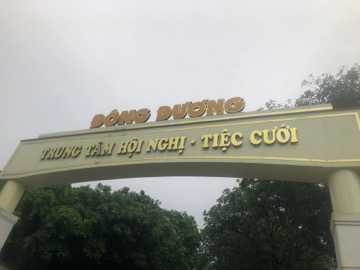 ĐÔNG DƯƠNG
TRUNG TÂM HỘI NGHỊ - TIỆC CƯỚI